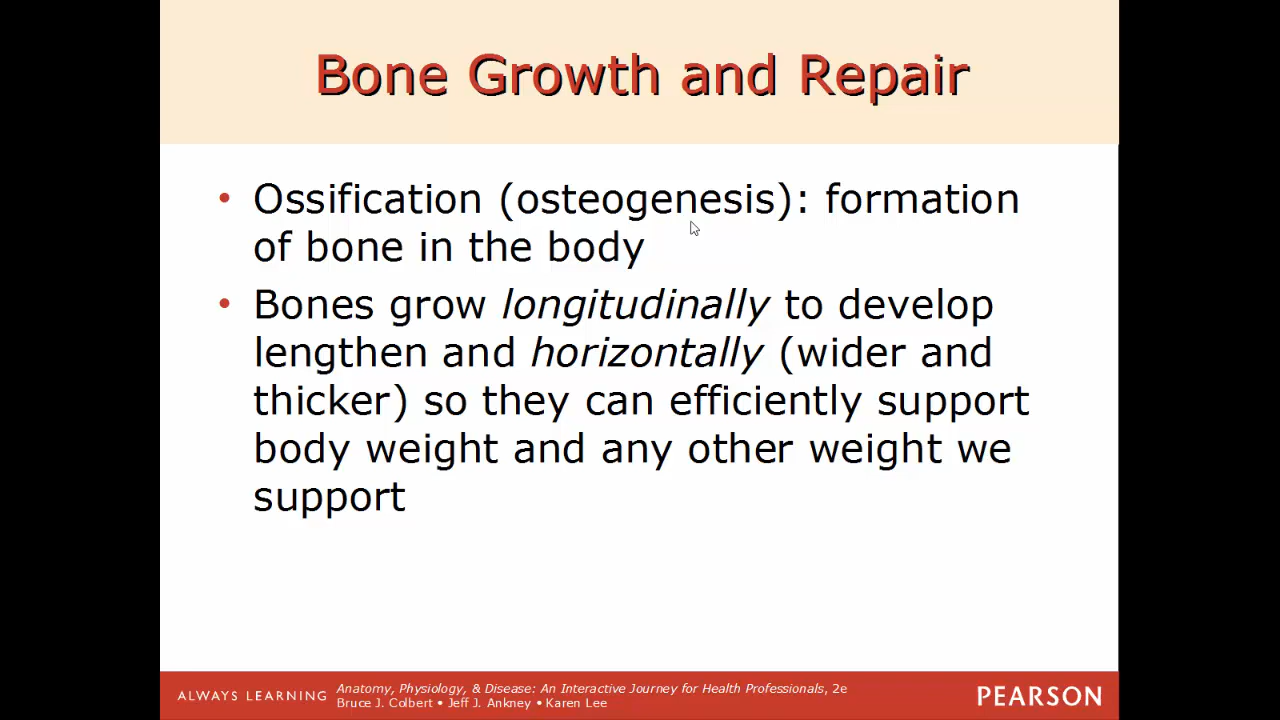 Bone Growth and Repair
• Ossification (osteogenesis): formation
of bone in the body
• Bones grow longitudinally to develop
lengthen and horizontally (wider and
thicker) so they can efficiently support
body weight and any other weight we
support
ALWAYS LEARNING
Anatomy, Physiology, & Disease: An Interactive Journey for Health Professionals, 2e
Bruce J. Colbert • Jeff J. Ankney • Karen Lee
PEARSON